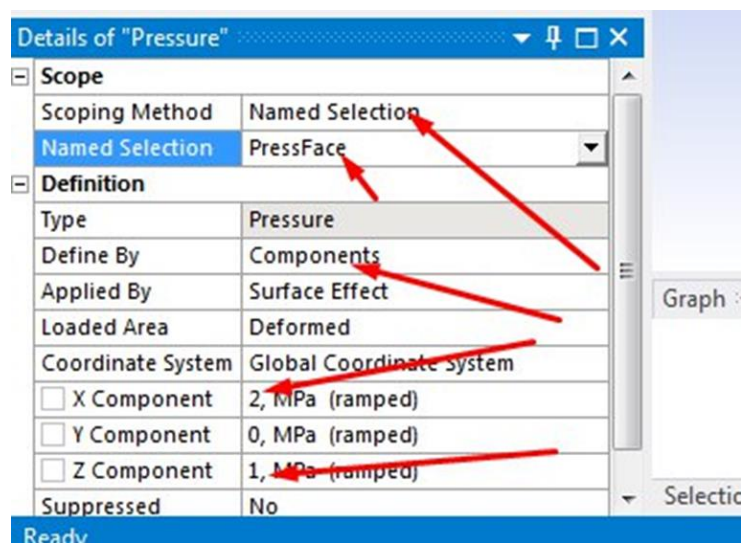 Details of "Pressure"
Scope
Scoping Method Named Selection
Named Selection PressFace
Definition
Type Pressure
Define By Components
Applied By Surface Effect
Loaded Area Deformed
Coordinate System Global Coordinate System
X Component 2, MPa (ramped)
Y Component 0, MPa (ramped)
Z Component 1, MPa (ramped)
Suppressed No
Graph
Selectio
Ready